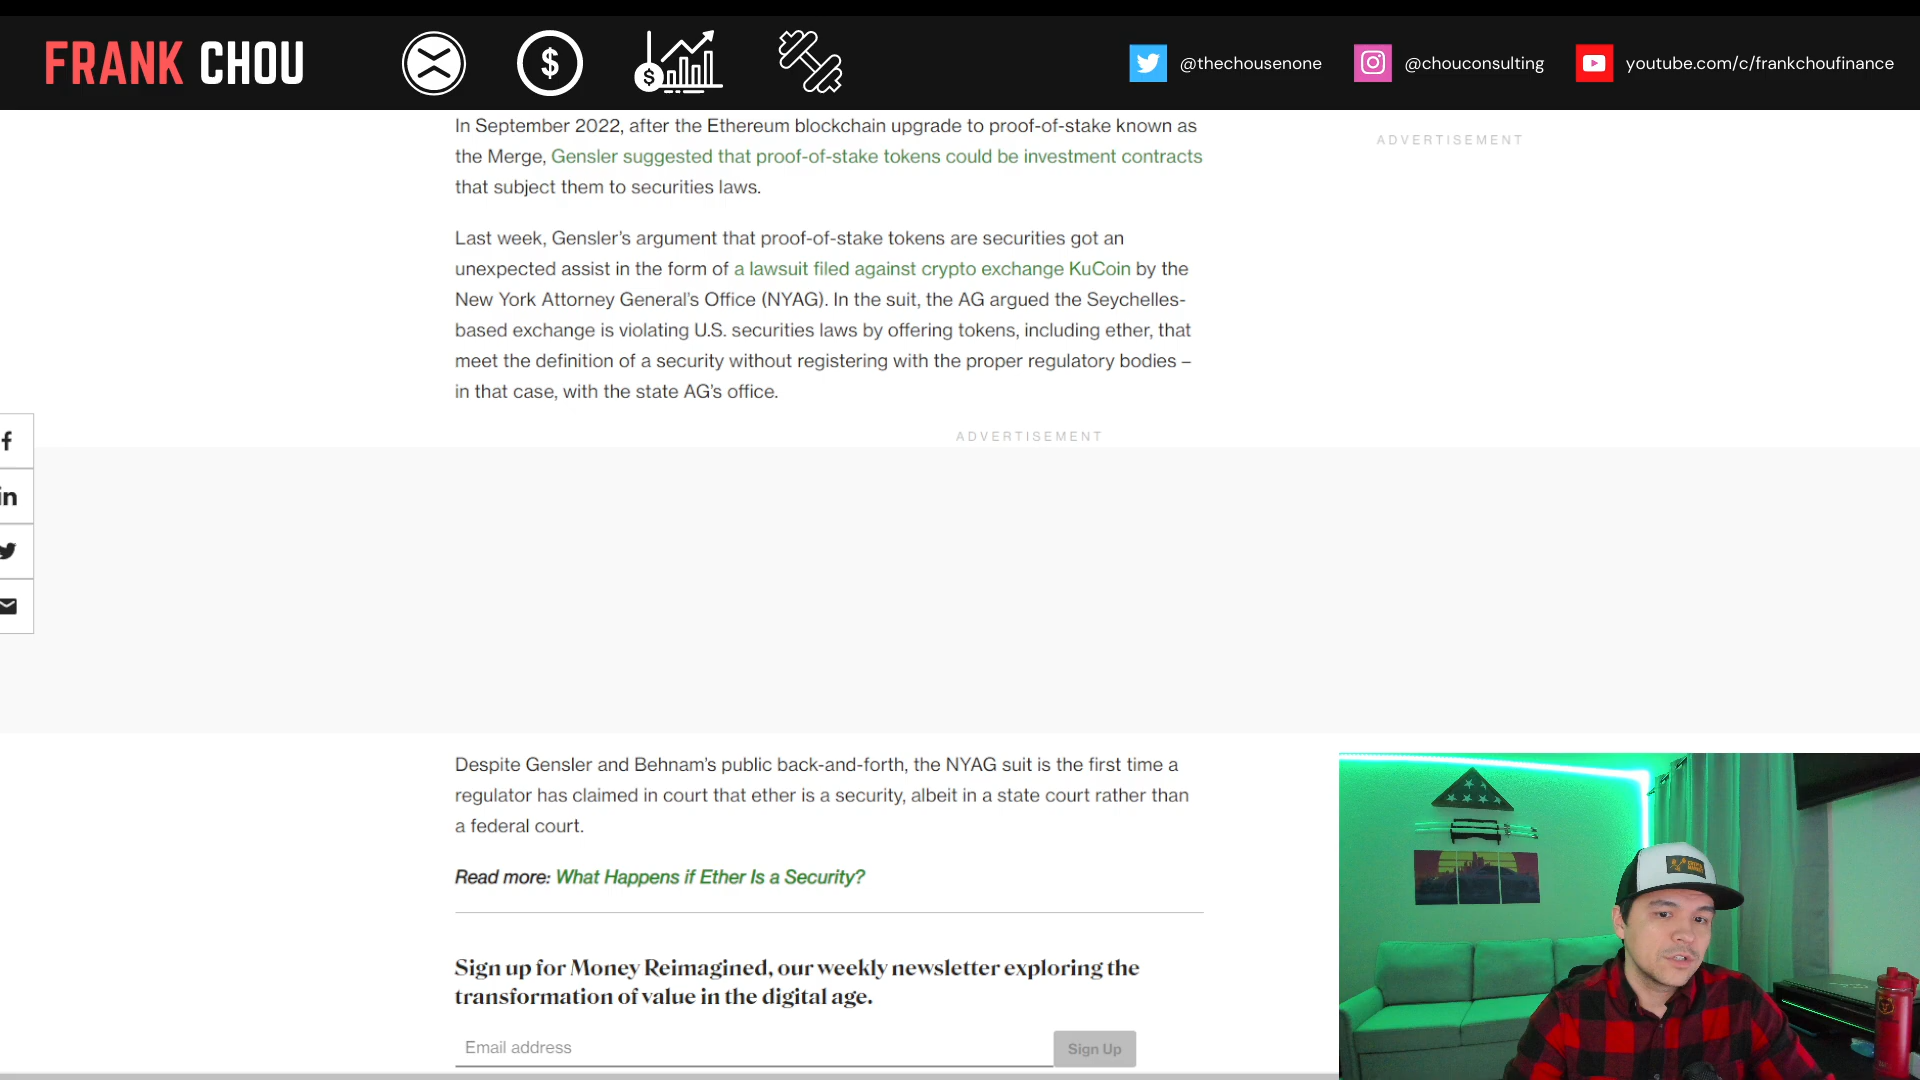 FRANK CHOU
@thechousenone
@chouconsulting
youtube.com/c/frankchoufinance
In September 2022, after the Ethereum blockchain upgrade to proof-of-stake known as
the Merge, Gensler suggested that proof-of-stake tokens could be investment contracts
that subject them to securities laws.
ADVERTISEMENT
Last week, Gensler’s argument that proof-of-stake tokens are securities got an
unexpected assist in the form of a lawsuit filed against crypto exchange KuCoin by the
New York Attorney General’s Office (NYAG). In the suit, the AG argued the Seychelles-
based exchange is violating U.S. securities laws by offering tokens, including ether, that
meet the definition of a security without registering with the proper regulatory bodies –
in that case, with the state AG’s office.
ADVERTISEMENT
Despite Gensler and Behnam’s public back-and-forth, the NYAG suit is the first time a
regulator has claimed in court that ether is a security, albeit in a state court rather than
a federal court.
Read more: What Happens if Ether Is a Security?
Sign up for Money Reimagined, our weekly newsletter exploring the
transformation of value in the digital age.
Email address
Sign Up